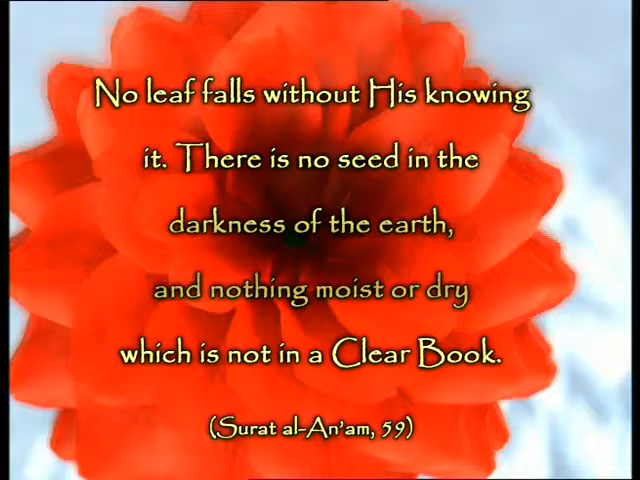 No leaf falls without His knowing
it. There is no seed in the
darkness of the earth,
and nothing moist or dry
which is not in a Clear Book.
(Surat al-An'am, 59)